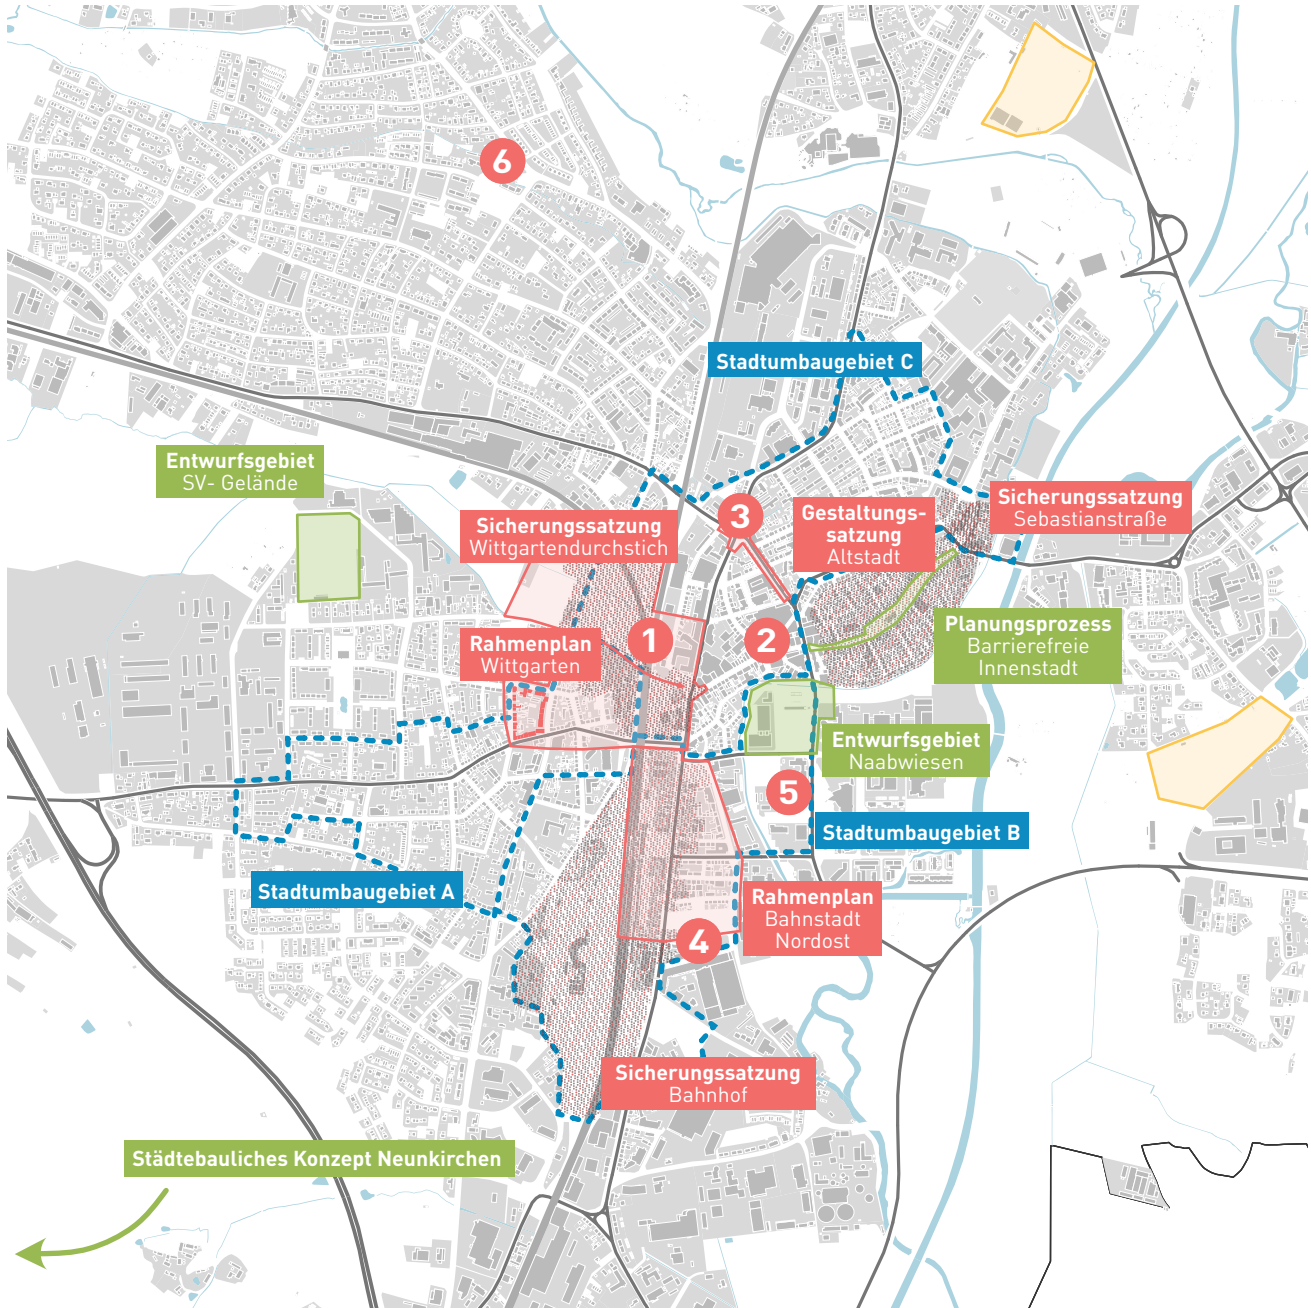 6
Stadtumbaugebiet C
Entwurfsgebiet
SV- Gelände
Sicherungssatzung
Wittgartendurchstich
3
Gestaltungs-
satzung
Altstadt
Sicherungssatzung
Sebastianstraße
Rahmenplan
Wittgarten
1
2
Planungsprozess
Barrierefreie
Innenstadt
Entwurfsgebiet
Naabwiesen
5
Stadtumbaugebiet B
Stadtumbaugebiet A
Rahmenplan
Bahnstadt
Nordost
4
Sicherungssatzung
Bahnhof
Städtebauliches Konzept Neunkirchen